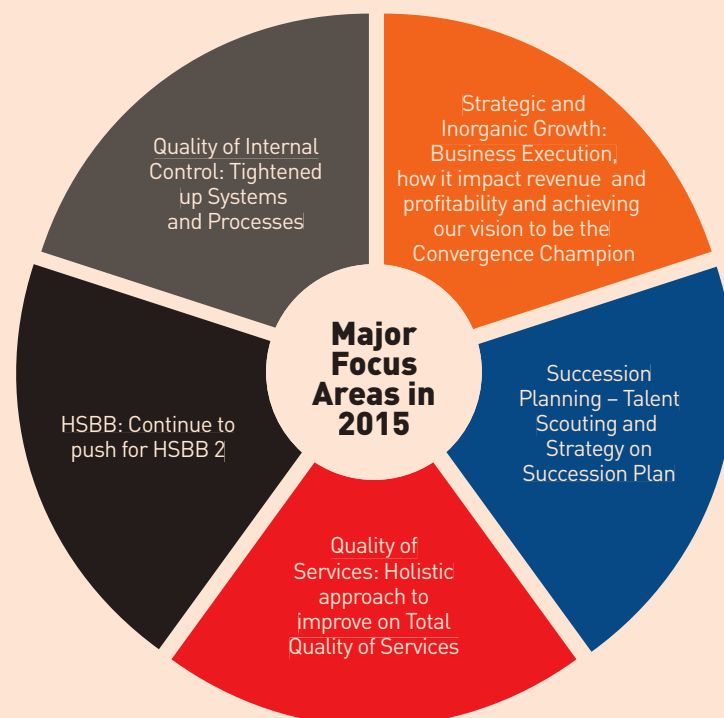 Major
Focus
Areas in
2015
Strategic and
Inorganic Growth:
Business Execution,
how it impact revenue and
profitability and achieving
our vision to be the
Convergence Champion
Succession
Planning – Talent
Scouting and
Strategy on
Succession Plan
Quality of
Services: Holistic
approach to
improve on Total
Quality of Services
HSBB: Continue to
push for HSBB 2
Quality of Internal
Control: Tightened
up Systems
and Processes